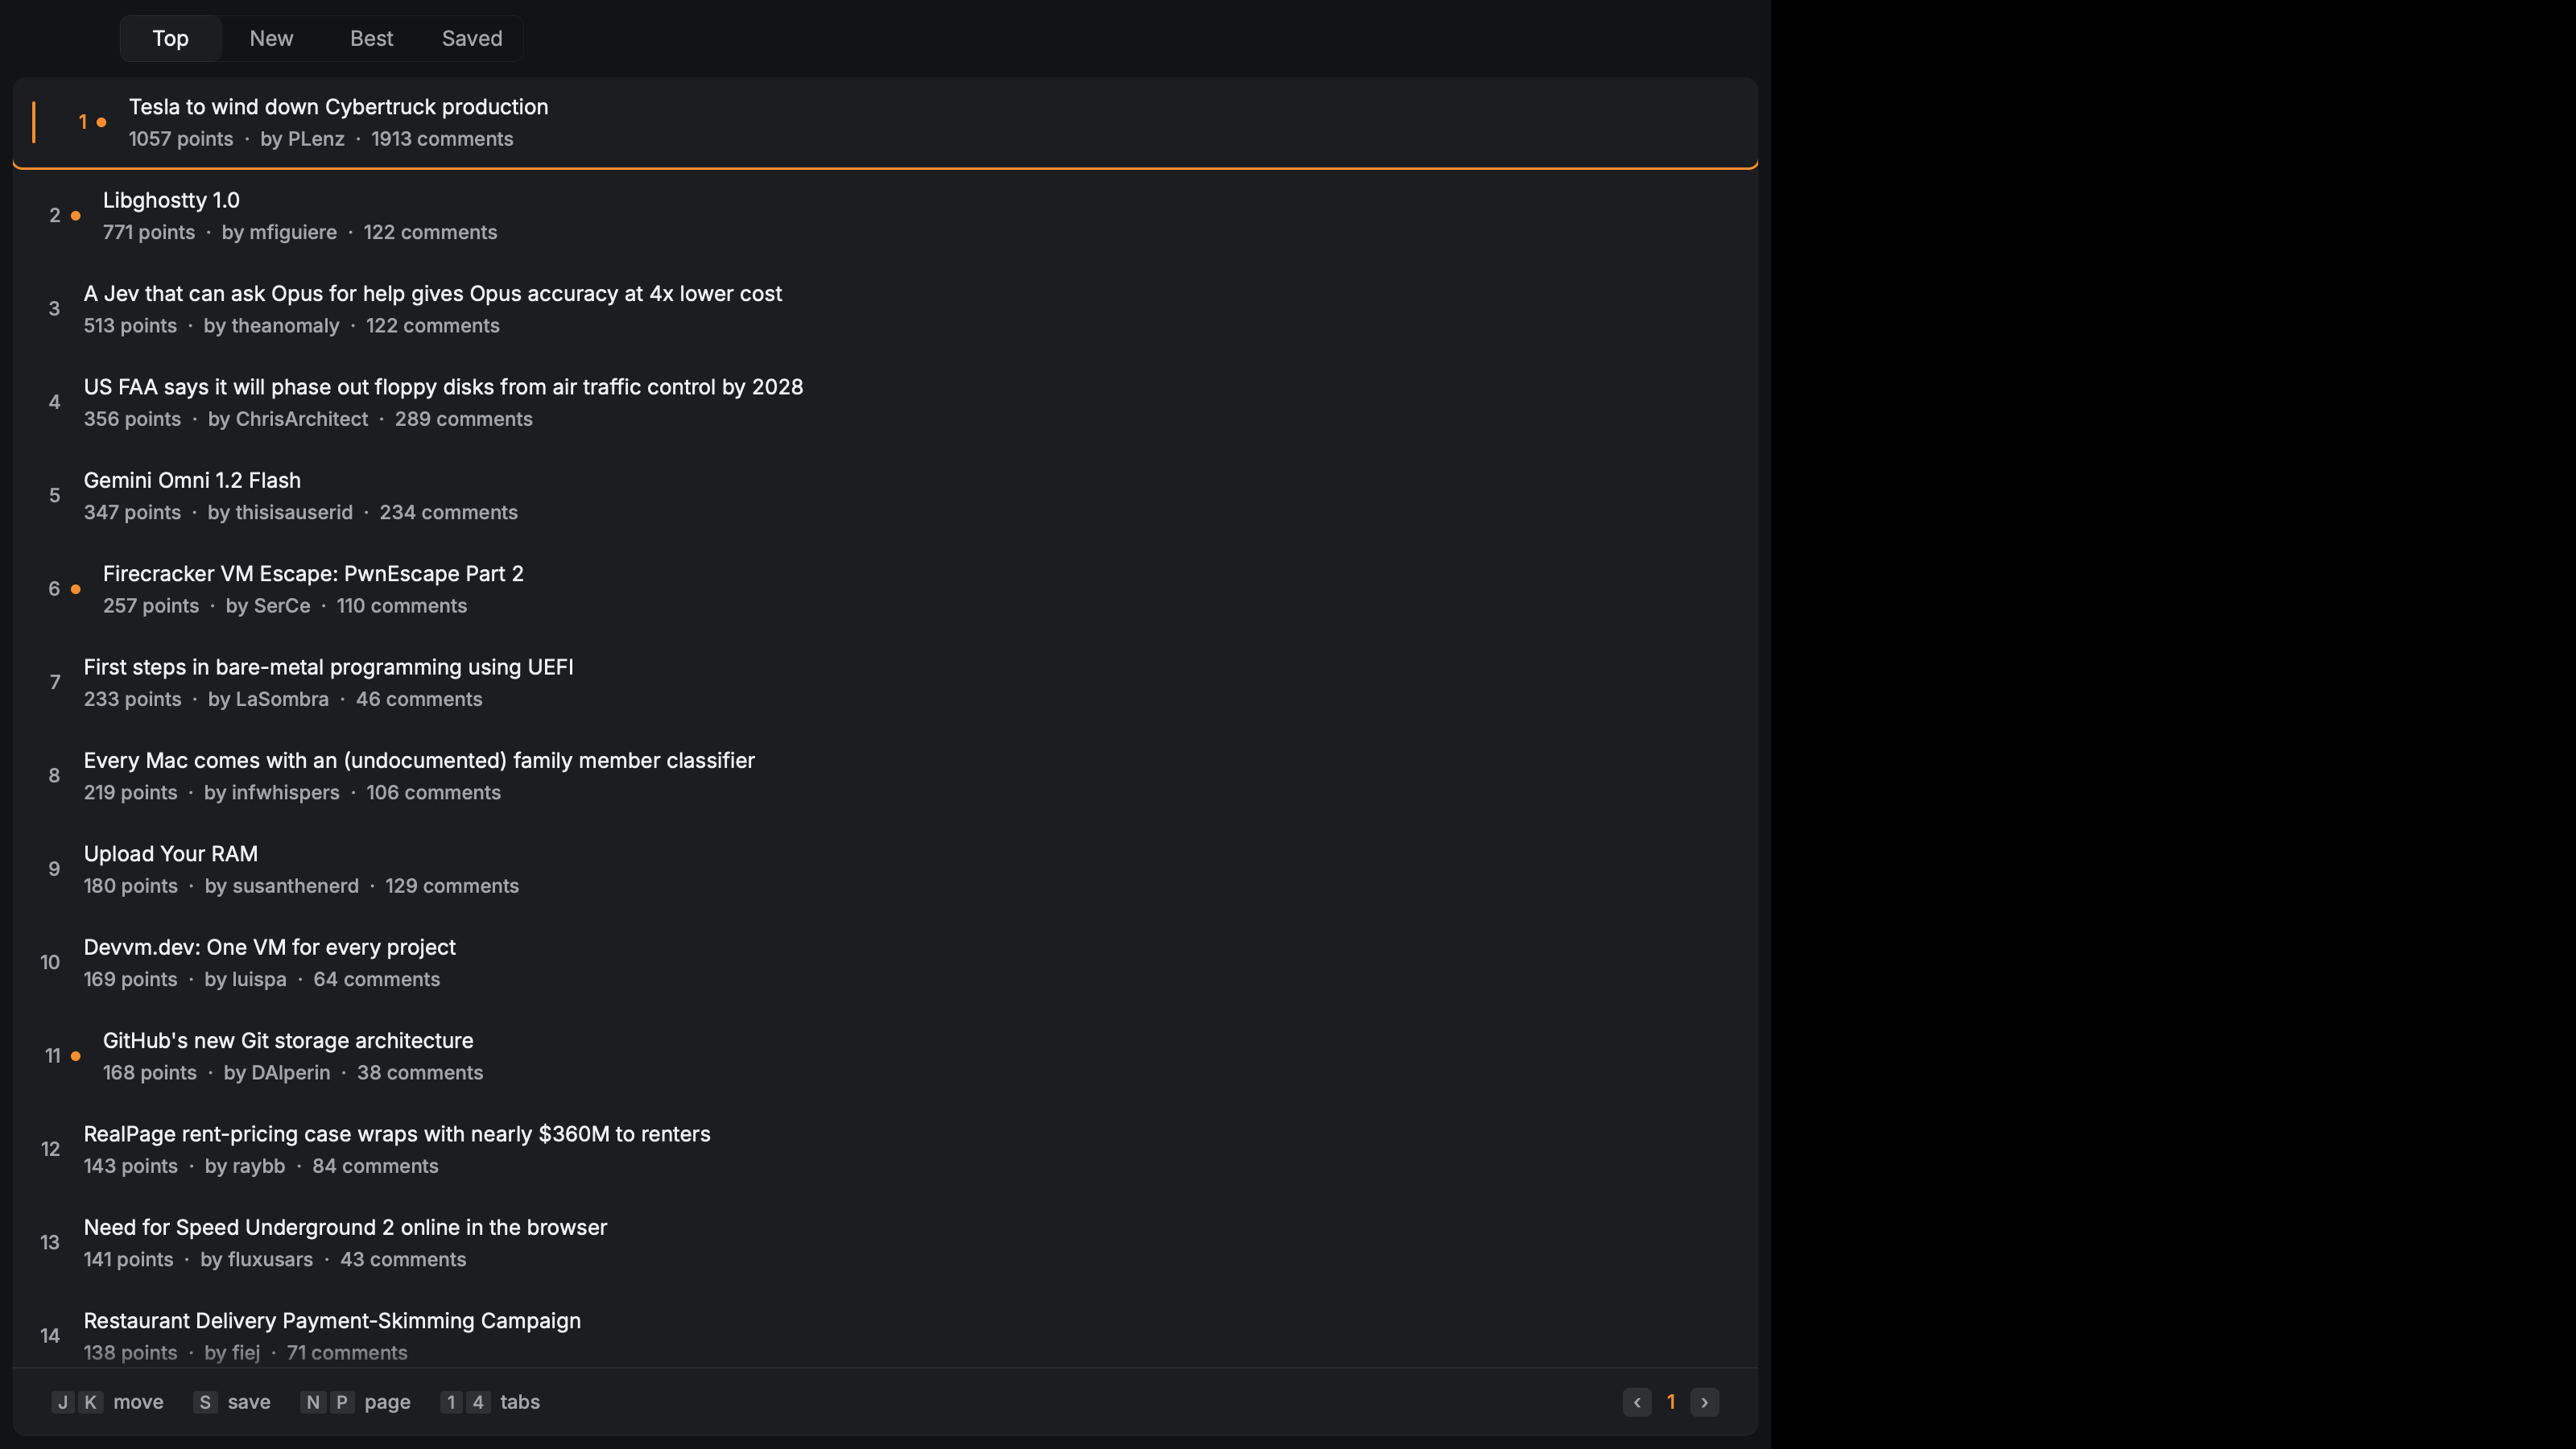 Top New Best Saved
1 Tesla to wind down Cybertruck production
1057 points · by PLenz · 1913 comments
2 Libghostty 1.0
771 points · by mfiguiere · 122 comments
3 A Jev that can ask Opus for help gives Opus accuracy at 4x lower cost
513 points · by theanomaly · 122 comments
4 US FAA says it will phase out floppy disks from air traffic control by 2028
356 points · by ChrisArchitect · 289 comments
5 Gemini Omni 1.2 Flash
347 points · by thisisauserid · 234 comments
6 Firecracker VM Escape: PwnEscape Part 2
257 points · by SerCe · 110 comments
7 First steps in bare-metal programming using UEFI
233 points · by LaSombra · 46 comments
8 Every Mac comes with an (undocumented) family member classifier
219 points · by infwhispers · 106 comments
9 Upload Your RAM
180 points · by susanthenerd · 129 comments
10 Devvm.dev: One VM for every project
169 points · by luispa · 64 comments
11 GitHub's new Git storage architecture
168 points · by DAlperin · 38 comments
12 RealPage rent-pricing case wraps with nearly $360M to renters
143 points · by raybb · 84 comments
13 Need for Speed Underground 2 online in the browser
141 points · by fluxusars · 43 comments
14 Restaurant Delivery Payment-Skimming Campaign
138 points · by fiej · 71 comments
J K move S save N P page 1 4 tabs ‹ 1 ›